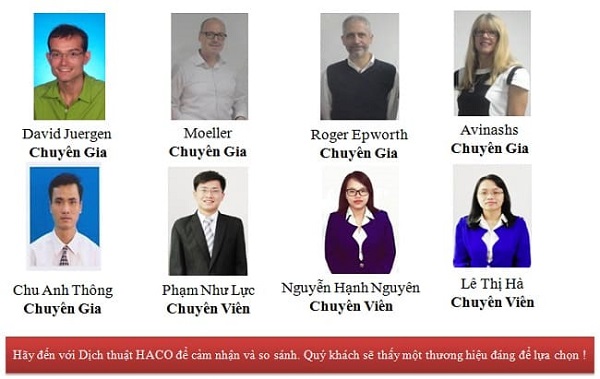 David Juergen
Chuyên Gia
Moeller
Chuyên Gia
Roger Epworth
Chuyên Gia
Avinashs
Chuyên Gia
Chu Anh Thông
Chuyên Gia
Phạm Như Lực
Chuyên Viên
Nguyễn Hạnh Nguyên
Chuyên Viên
Lê Thị Hà
Chuyên Viên
Hãy đến với Dịch thuật HACO để cảm nhận và so sánh. Quý khách sẽ thấy một thương hiệu đáng để lựa chọn !